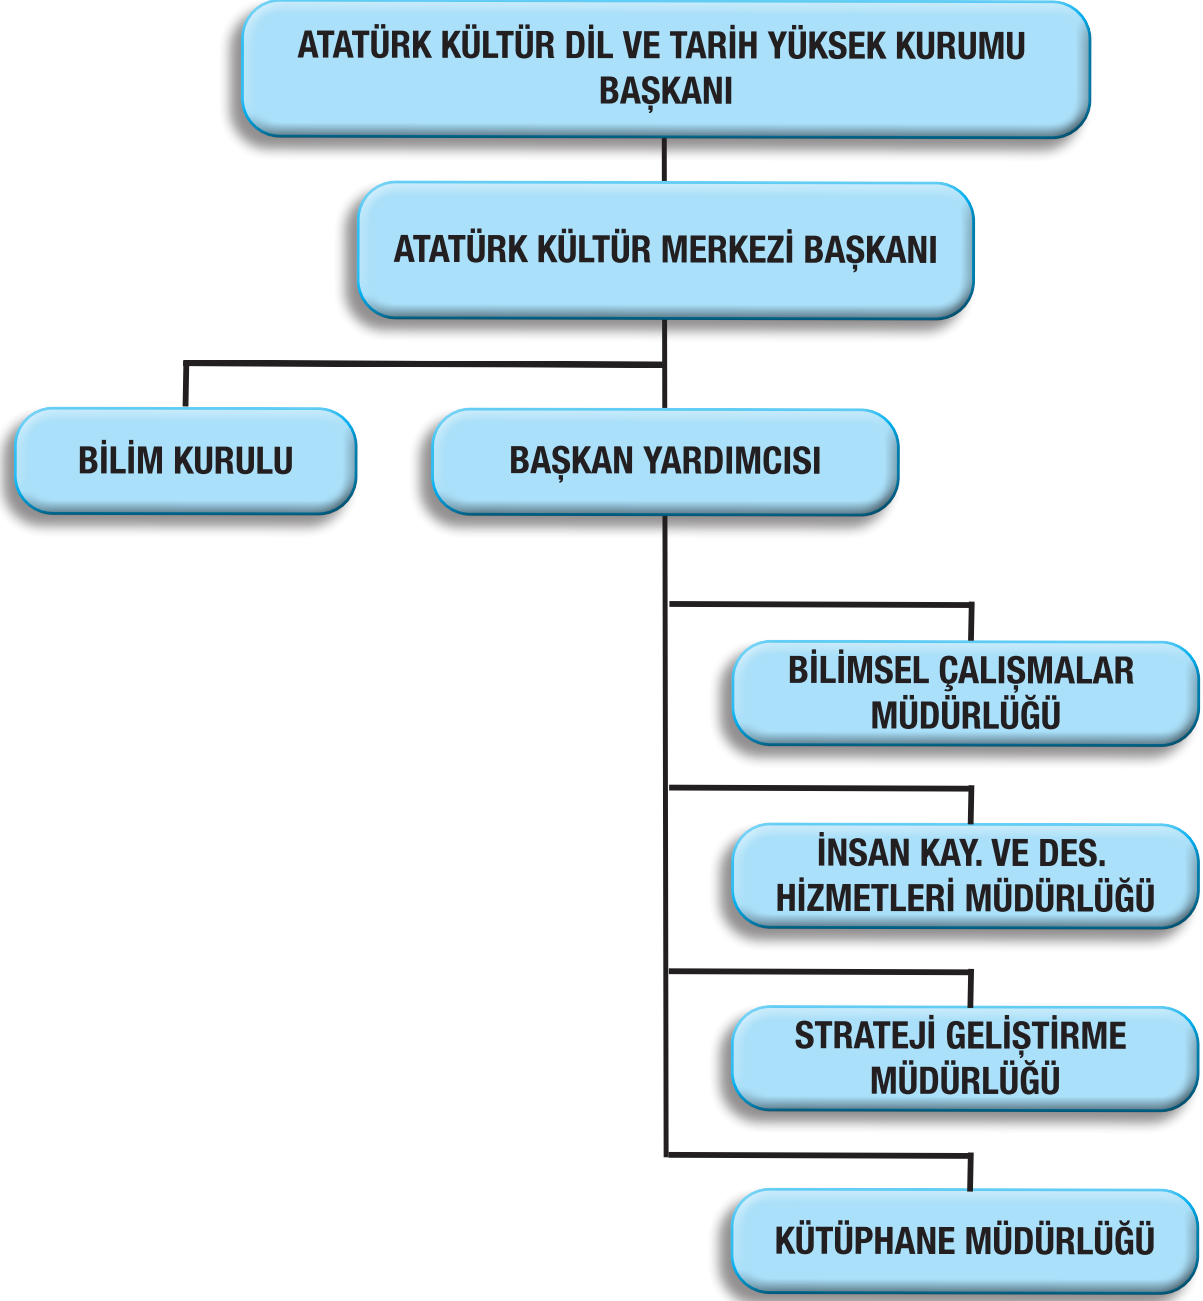 ATATÜRK KÜLTÜR DİL VE TARİH YÜKSEK KURUMU
BAŞKANI
ATATÜRK KÜLTÜR MERKEZİ BAŞKANI
BİLİM KURULU
BAŞKAN YARDIMCISI
BİLİMSEL ÇALIŞMALAR
MÜDÜRLÜĞÜ
İNSAN KAY. VE DES.
HİZMETLERİ MÜDÜRLÜĞÜ
STRATEJİ GELİŞTİRME
MÜDÜRLÜĞÜ
KÜTÜPHANE MÜDÜRLÜĞÜ